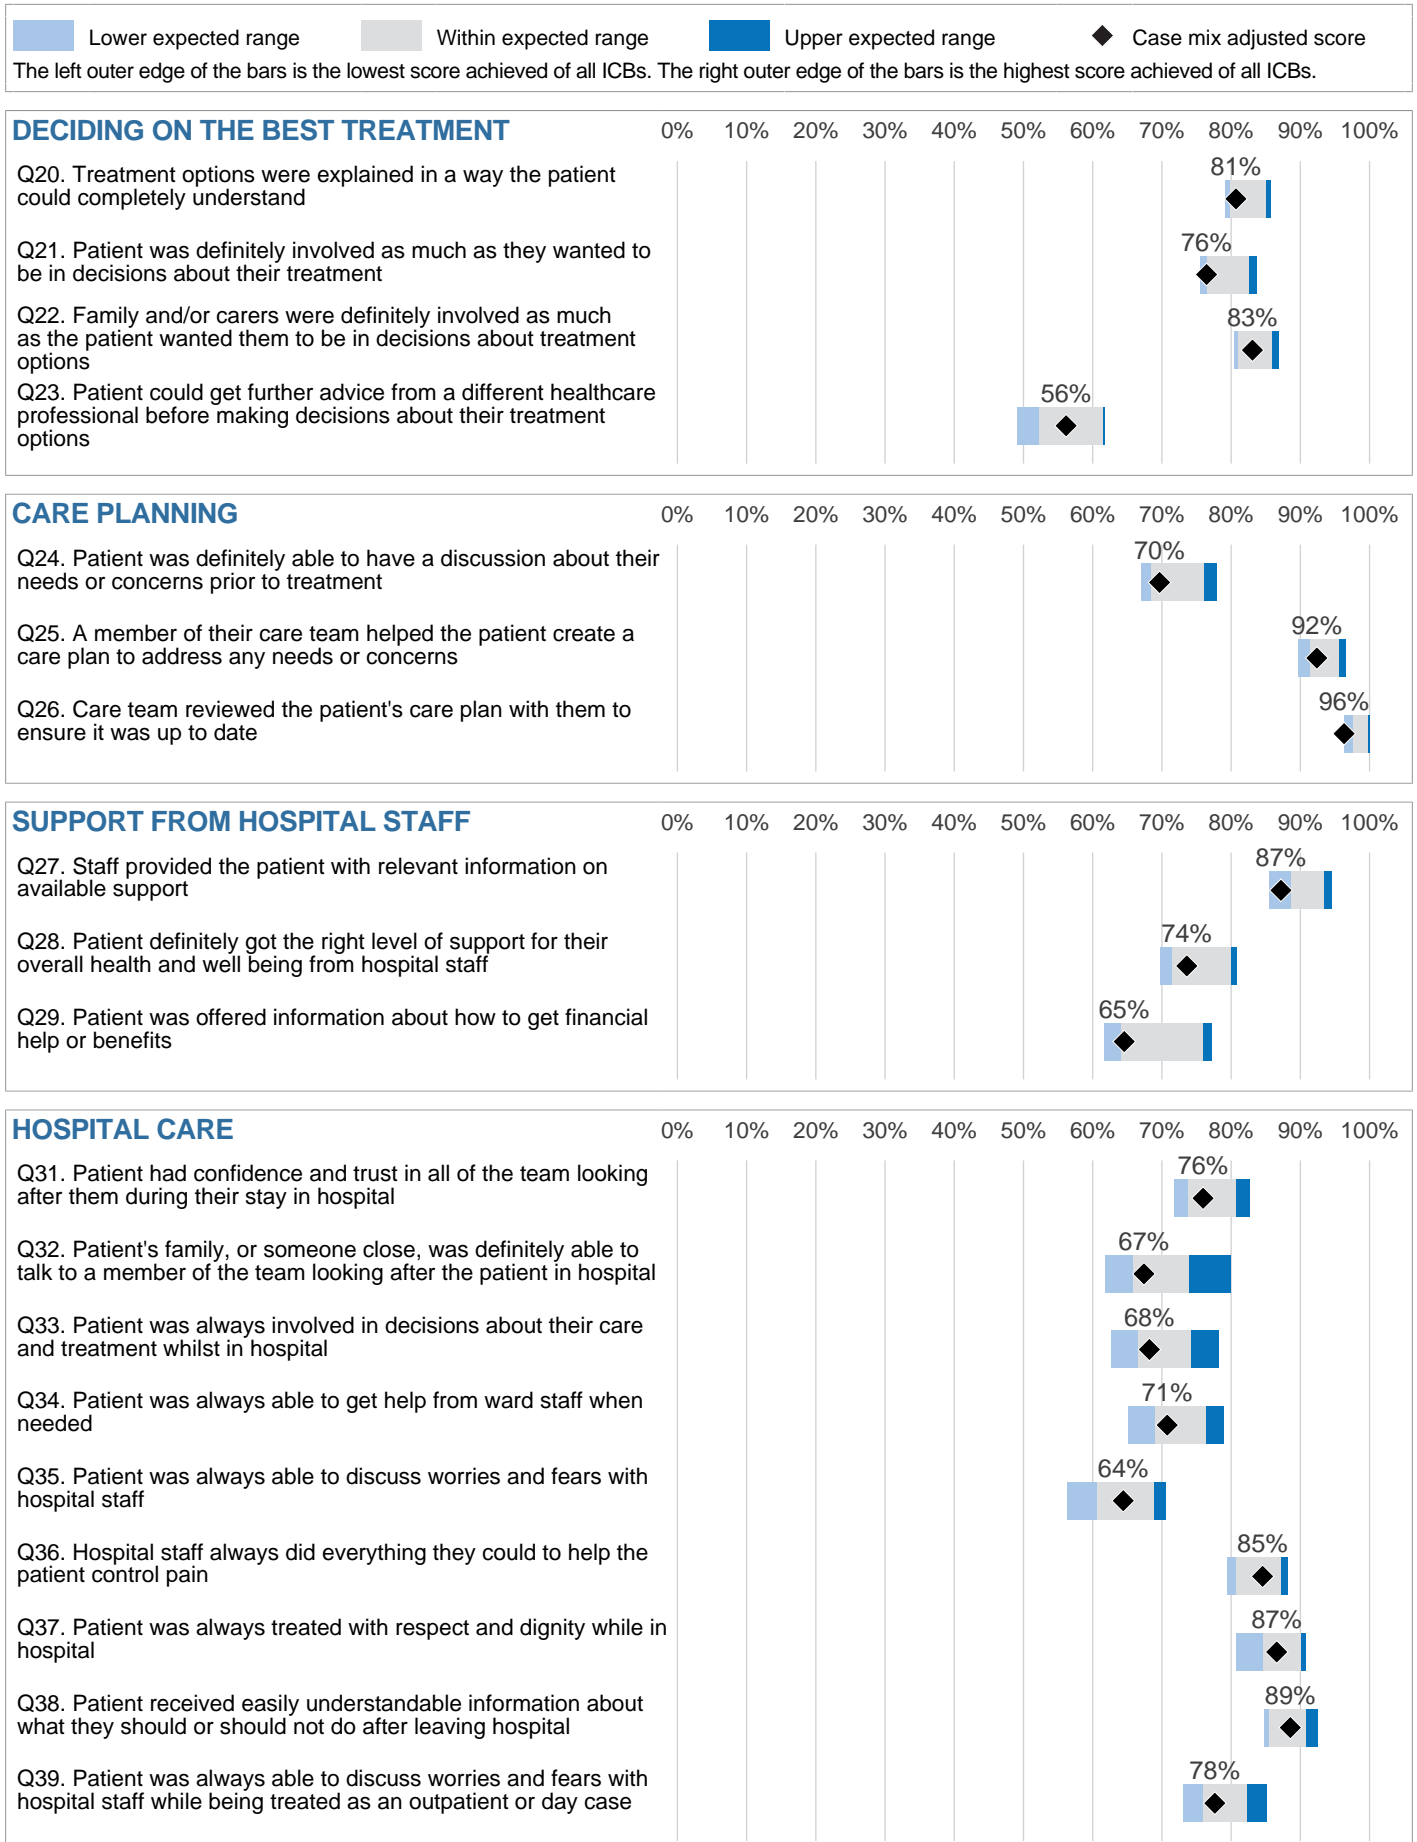 Lower expected range Within expected range Upper expected range Case mix adjusted score
The left outer edge of the bars is the lowest score achieved of all ICBs. The right outer edge of the bars is the highest score achieved of all ICBs.
DECIDING ON THE BEST TREATMENT 0% 10% 20% 30% 40% 50% 60% 70% 80% 90% 100%
Q20. Treatment options were explained in a way the patient
could completely understand
81%
Q21. Patient was definitely involved as much as they wanted to
be in decisions about their treatment
76%
Q22. Family and/or carers were definitely involved as much
as the patient wanted them to be in decisions about treatment
options
83%
Q23. Patient could get further advice from a different healthcare
professional before making decisions about their treatment
options
56%
CARE PLANNING 0% 10% 20% 30% 40% 50% 60% 70% 80% 90% 100%
Q24. Patient was definitely able to have a discussion about their
needs or concerns prior to treatment
70%
Q25. A member of their care team helped the patient create a
care plan to address any needs or concerns
92%
Q26. Care team reviewed the patient's care plan with them to
ensure it was up to date
96%
SUPPORT FROM HOSPITAL STAFF 0% 10% 20% 30% 40% 50% 60% 70% 80% 90% 100%
Q27. Staff provided the patient with relevant information on
available support
87%
Q28. Patient definitely got the right level of support for their
overall health and well being from hospital staff
74%
Q29. Patient was offered information about how to get financial
help or benefits
65%
HOSPITAL CARE 0% 10% 20% 30% 40% 50% 60% 70% 80% 90% 100%
Q31. Patient had confidence and trust in all of the team looking
after them during their stay in hospital
76%
Q32. Patient's family, or someone close, was definitely able to
talk to a member of the team looking after the patient in hospital
67%
Q33. Patient was always involved in decisions about their care
and treatment whilst in hospital
68%
Q34. Patient was always able to get help from ward staff when
needed
71%
Q35. Patient was always able to discuss worries and fears with
hospital staff
64%
Q36. Hospital staff always did everything they could to help the
patient control pain
85%
Q37. Patient was always treated with respect and dignity while in
hospital
87%
Q38. Patient received easily understandable information about
what they should or should not do after leaving hospital
89%
Q39. Patient was always able to discuss worries and fears with
hospital staff while being treated as an outpatient or day case
78%